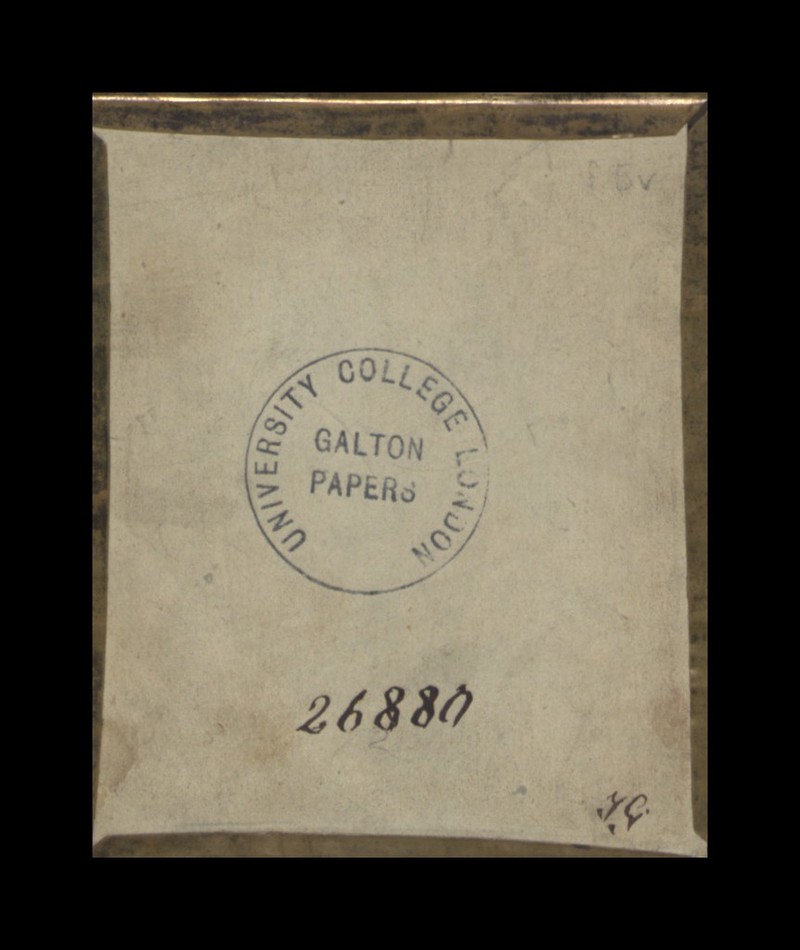 UNIVERSITY COLLEGE LONDON
GALTON
PAPERS
26880